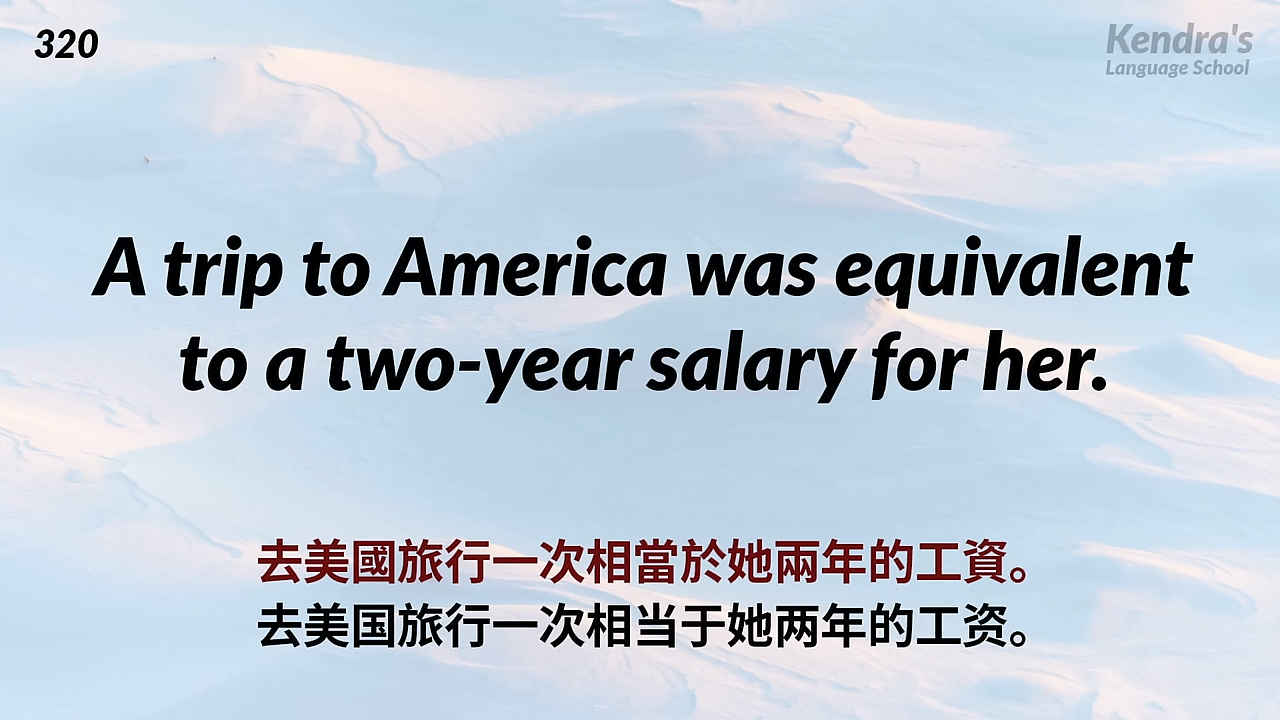 320
Kendra's
Language School
A trip to America was equivalent
to a two-year salary for her.
去美國旅行一次相當於她兩年的工資。
去美国旅行一次相当于她两年的工资。